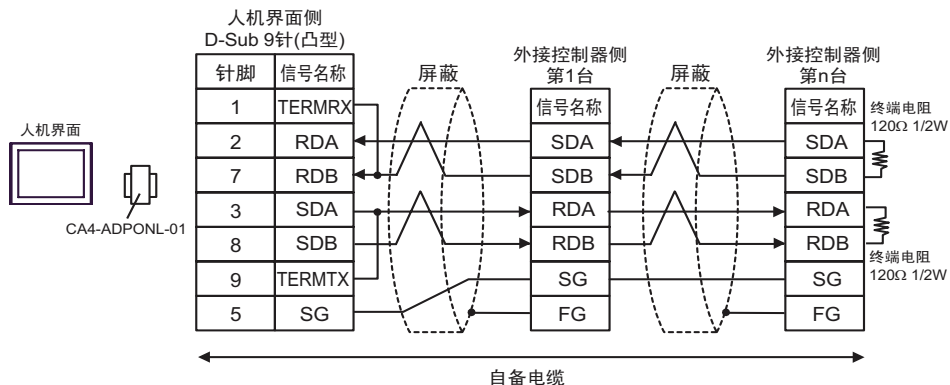 人机界面侧
D-Sub 9针(凸型)
针脚 信号名称
1 TERMRX
2 RDA
7 RDB
3 SDA
8 SDB
9 TERMTX
5 SG
人机界面
CA4-ADPONL-01
屏蔽
外接控制器侧
第1台
信号名称
SDA
SDB
RDA
RDB
SG
FG
屏蔽
外接控制器侧
第n台
信号名称
SDA
SDB
RDA
RDB
SG
FG
终端电阻
120Ω 1/2W
终端电阻
120Ω 1/2W
自备电缆